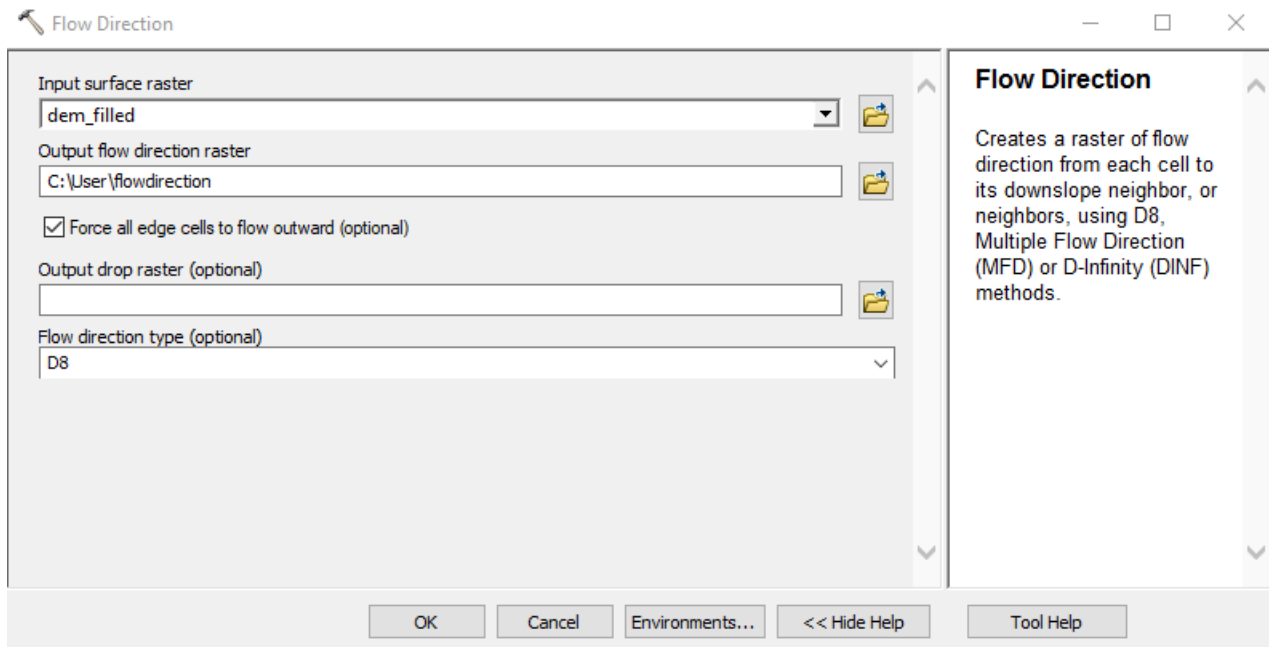 Flow Direction
Input surface raster
dem_filled
Output flow direction raster
C:\User\flowdirection
Force all edge cells to flow outward (optional)
Output drop raster (optional)
Flow direction type (optional)
D8
OK
Cancel
Environments...
<< Hide Help
Flow Direction
Creates a raster of flow
direction from each cell to
its downslope neighbor, or
neighbors, using D8,
Multiple Flow Direction
(MFD) or D-Infinity (DINF)
methods.
Tool Help